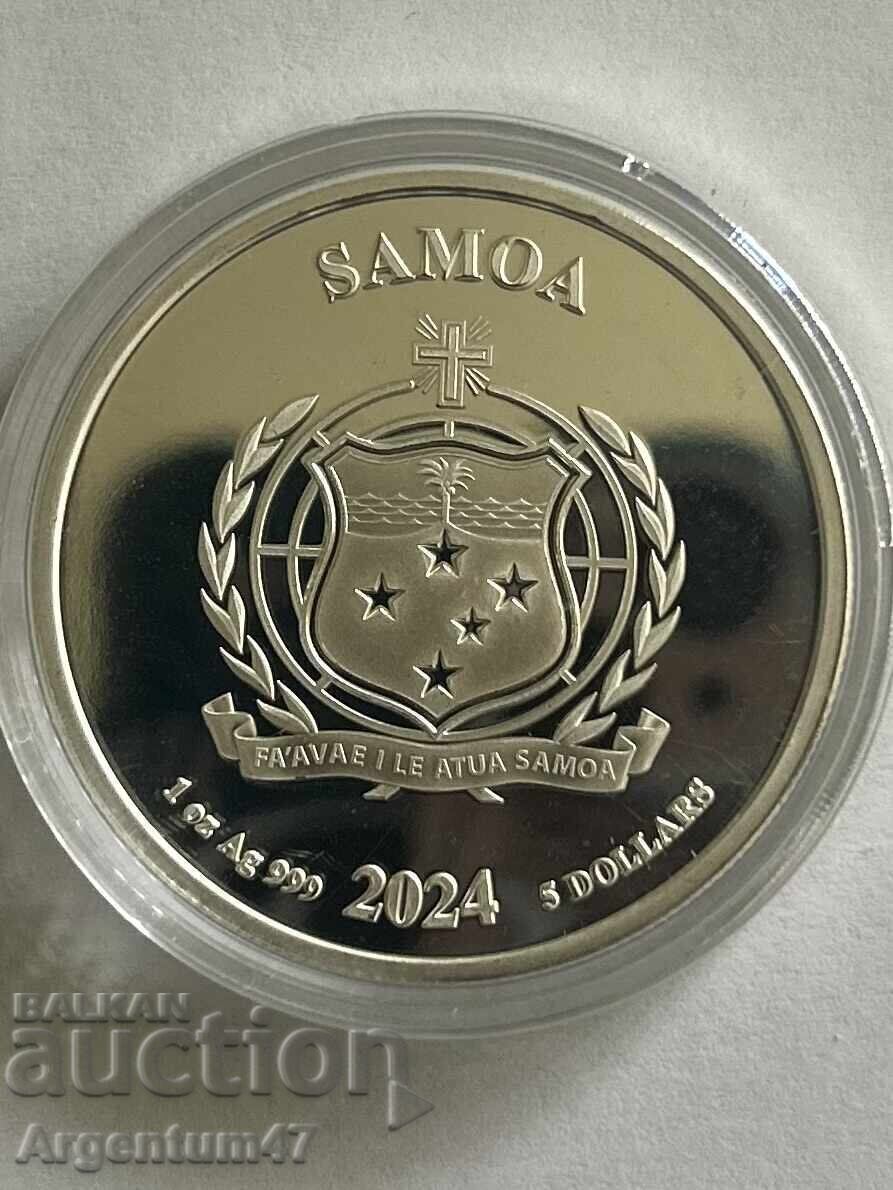 SAMOA
FA'AVAE I LE ATUA SAMOA
1 oz Ag 999 2024 5 DOLLARS
BALKAN
auction
Argentum47